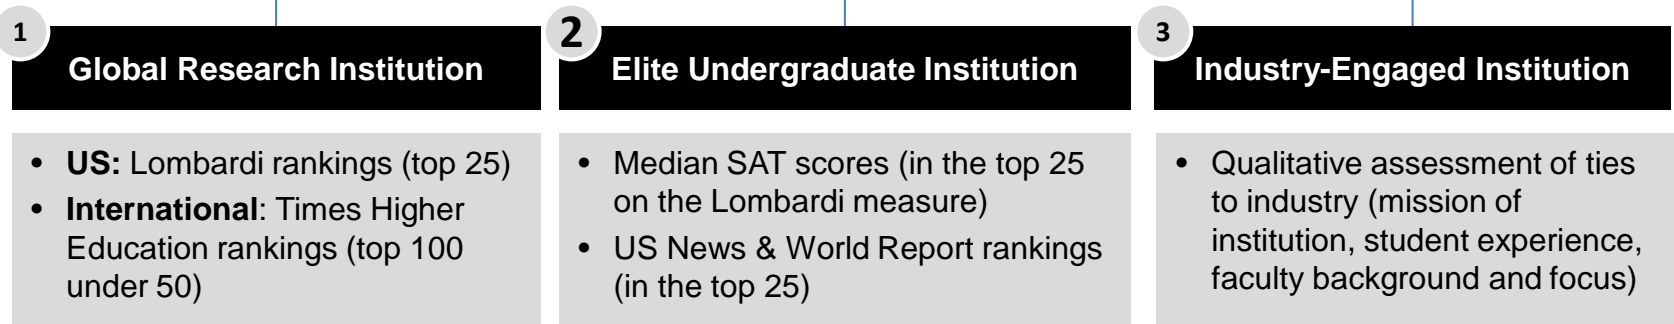 1
Global Research Institution
• US: Lombardi rankings (top 25)
• International: Times Higher
Education rankings (top 100
under 50)
2
Elite Undergraduate Institution
• Median SAT scores (in the top 25
on the Lombardi measure)
• US News & World Report rankings
(in the top 25)
3
Industry-Engaged Institution
• Qualitative assessment of ties
to industry (mission of
institution, student experience,
faculty background and focus)